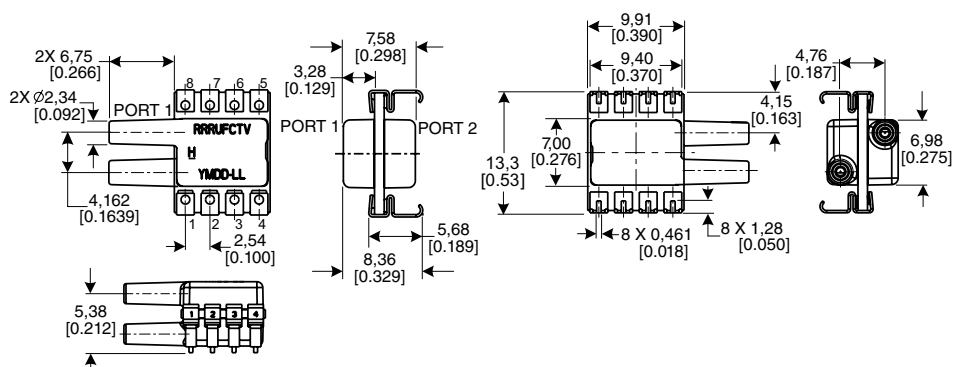 2X 6,75
[0.266]
2X Ø2,34
[0.092]
PORT 1
8 7 6 5
RRRUFCTV
H
YMDD-LL
1 2 3 4
4,162
[0.1639]
2,54
[0.100]
7,58
[0.298]
3,28
[0.129]
PORT 1
PORT 2
5,68
[0.189]
8,36
[0.329]
9,91
[0.390]
9,40
[0.370]
4,15
[0.163]
13,3
[0.53]
7,00
[0.276]
8 X 0,461
[0.018]
8 X 1,28
[0.050]
4,76
[0.187]
6,98
[0.275]
5,38
[0.212]
1 2 3 4